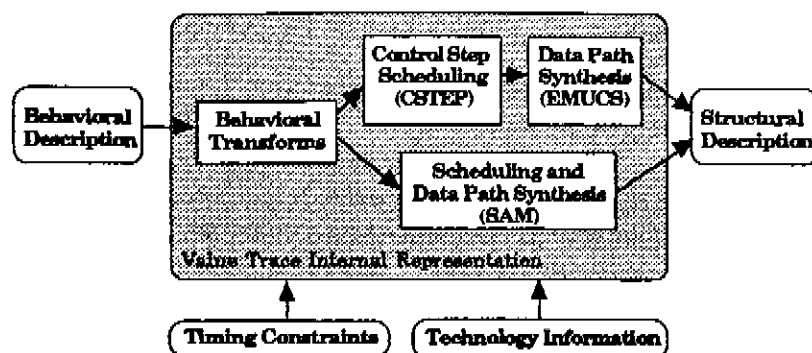 Behavioral
Description
Behavioral
Transforms
Control Step
Scheduling
(CSTEP)
Data Path
Synthesis
(EMUCS)
Scheduling and
Data Path Synthesis
(SAM)
Structural
Description
Value Trace Internal Representation
Timing Constraints
Technology Information